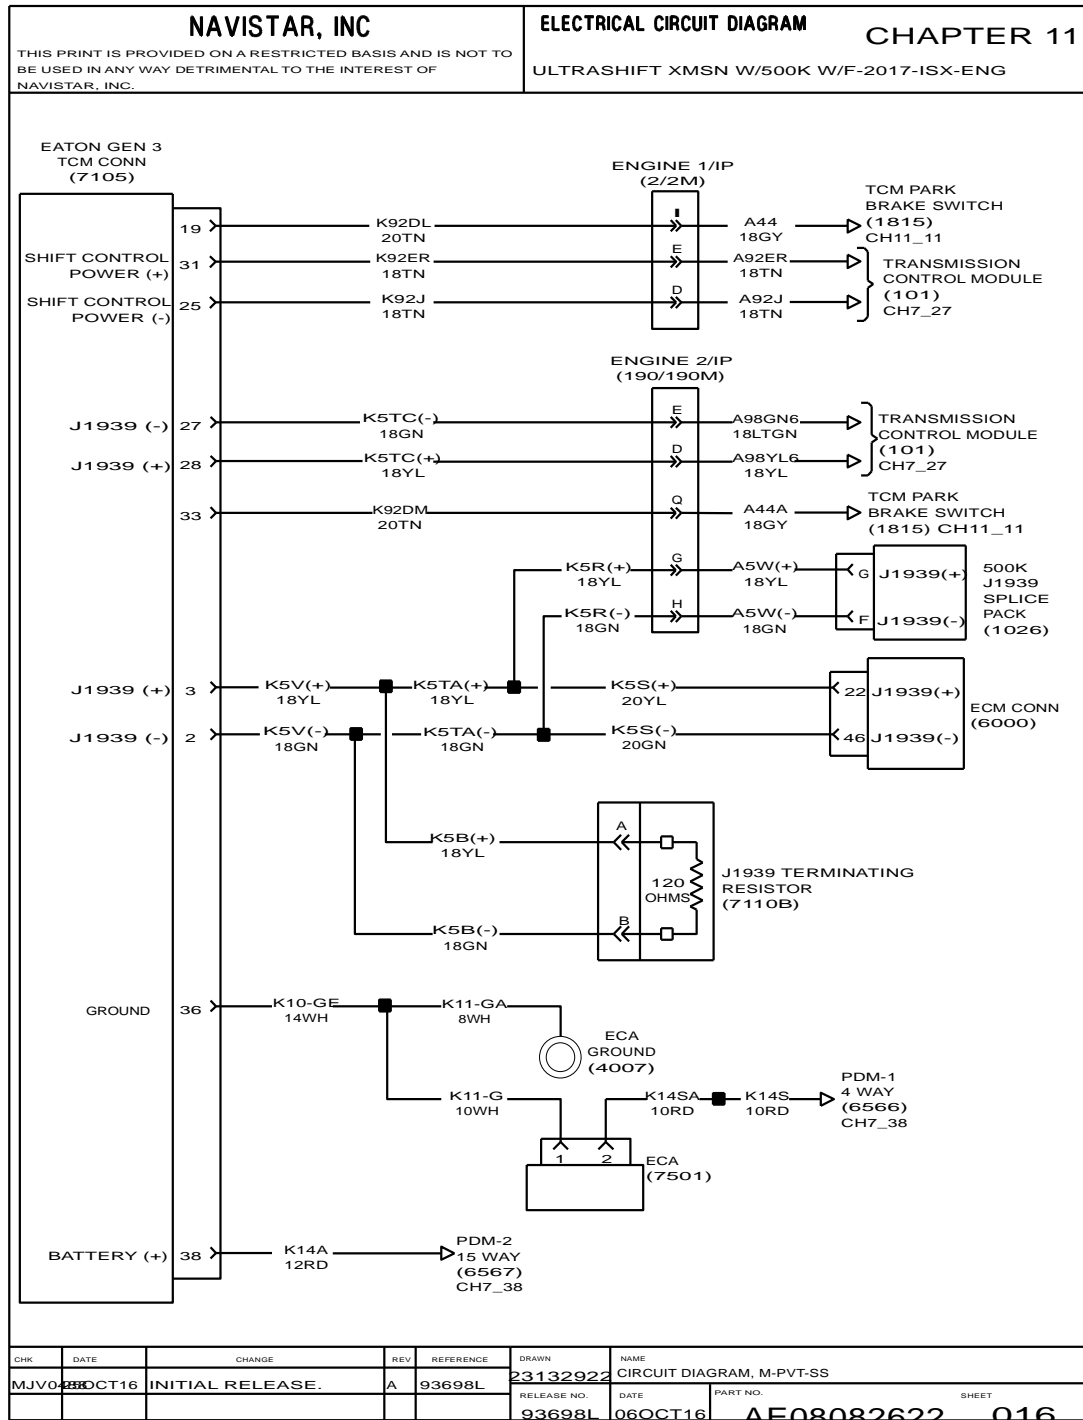 NAVISTAR, INC
THIS PRINT IS PROVIDED ON A RESTRICTED BASIS AND IS NOT TO
BE USED IN ANY WAY DETRIMENTAL TO THE INTEREST OF
NAVISTAR, INC.
ELECTRICAL CIRCUIT DIAGRAM
CHAPTER 11
ULTRASHIFT XMSN W/500K W/F-2017-ISX-ENG
EATON GEN 3
TCM CONN
(7105)
ENGINE 1/IP
(2/2M)
19
K92DL
20TN
A44
18GY
TCM PARK
BRAKE SWITCH
(1815)
CH11_11
SHIFT CONTROL
POWER (+)
31
K92ER
18TN
E
A92ER
18TN
SHIFT CONTROL
POWER (-)
25
K92J
18TN
D
A92J
18TN
TRANSMISSION
CONTROL MODULE
(101)
CH7_27
ENGINE 2/IP
(190/190M)
J1939 (-)
27
K5TC(-)
18GN
E
A98GN6
18LTGN
J1939 (+)
28
K5TC(+)
18YL
D
A98YL6
18YL
TRANSMISSION
CONTROL MODULE
(101)
CH7_27
33
K92DM
20TN
Q
A44A
18GY
TCM PARK
BRAKE SWITCH
(1815) CH11_11
K5R(+)
18YL
G
A5W(+)
18YL
G
J1939(+)
K5R(-)
18GN
H
A5W(-)
18GN
F
J1939(-)
500K
J1939
SPLICE
PACK
(1026)
J1939 (+)
3
K5V(+)
18YL
K5TA(+)
18YL
K5S(+)
20YL
22
J1939(+)
J1939 (-)
2
K5V(-)
18GN
K5TA(-)
18GN
K5S(-)
20GN
46
J1939(-)
ECM CONN
(6000)
K5B(+)
18YL
A
120
OHMS
K5B(-)
18GN
B
J1939 TERMINATING
RESISTOR
(7110B)
GROUND
36
K10-GE
14WH
K11-GA
8WH
ECA
GROUND
(4007)
K11-G
10WH
K14SA
10RD
K14S
10RD
PDM-1
4 WAY
(6566)
CH7_38
1
2
ECA
(7501)
BATTERY (+)
38
K14A
12RD
PDM-2
15 WAY
(6567)
CH7_38
CHK
DATE
CHANGE
REV
REFERENCE
DRAWN
NAME
INITIAL RELEASE.
A
93698L
23132922
CIRCUIT DIAGRAM, M-PVT-SS
RELEASE NO.
DATE
PART NO.
SHEET
93698L
06OCT16
AE08082622
016